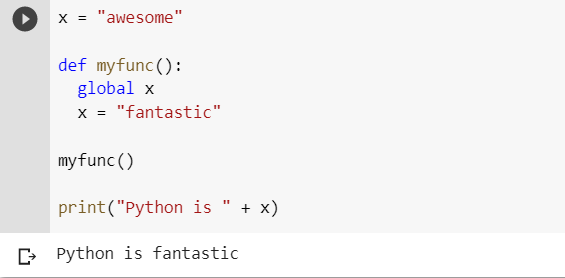 x = "awesome"
def myfunc():
  global x
  x = "fantastic"
myfunc()
print("Python is " + x)
Python is fantastic